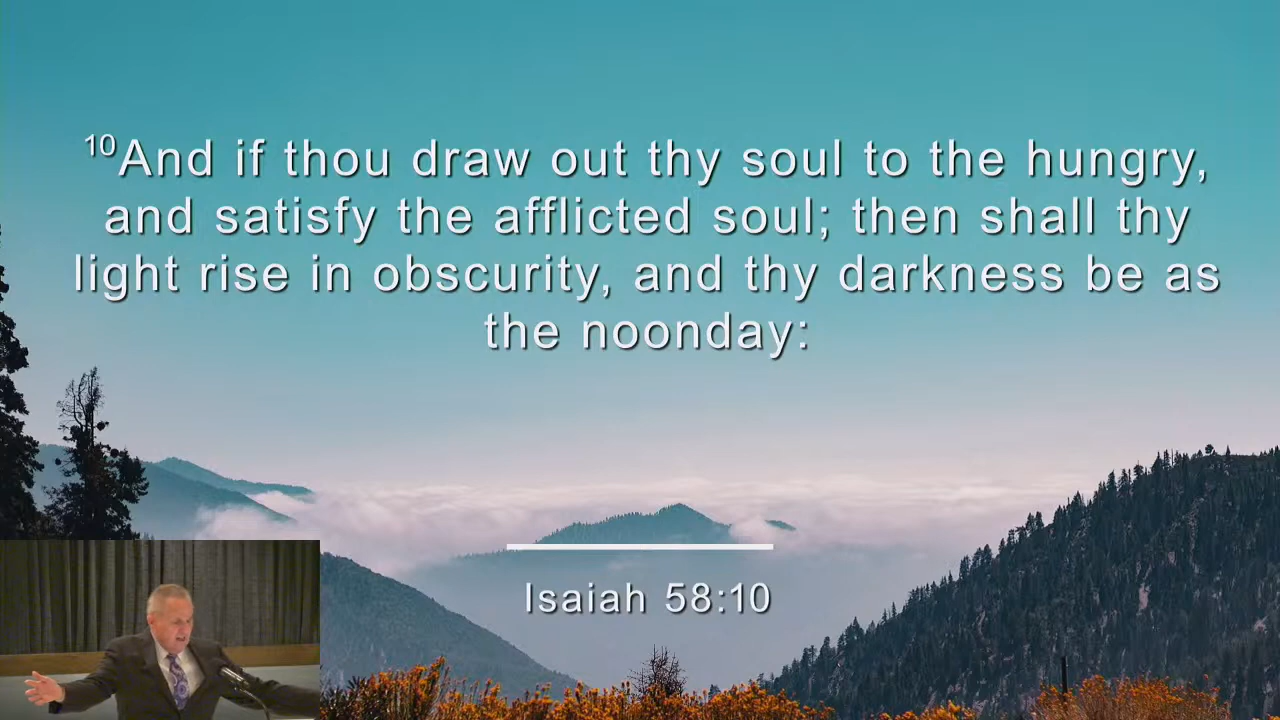 10And if thou draw out thy soul to the hungry,
and satisfy the afflicted soul; then shall thy
light rise in obscurity, and thy darkness be as
the noonday:
Isaiah 58:10